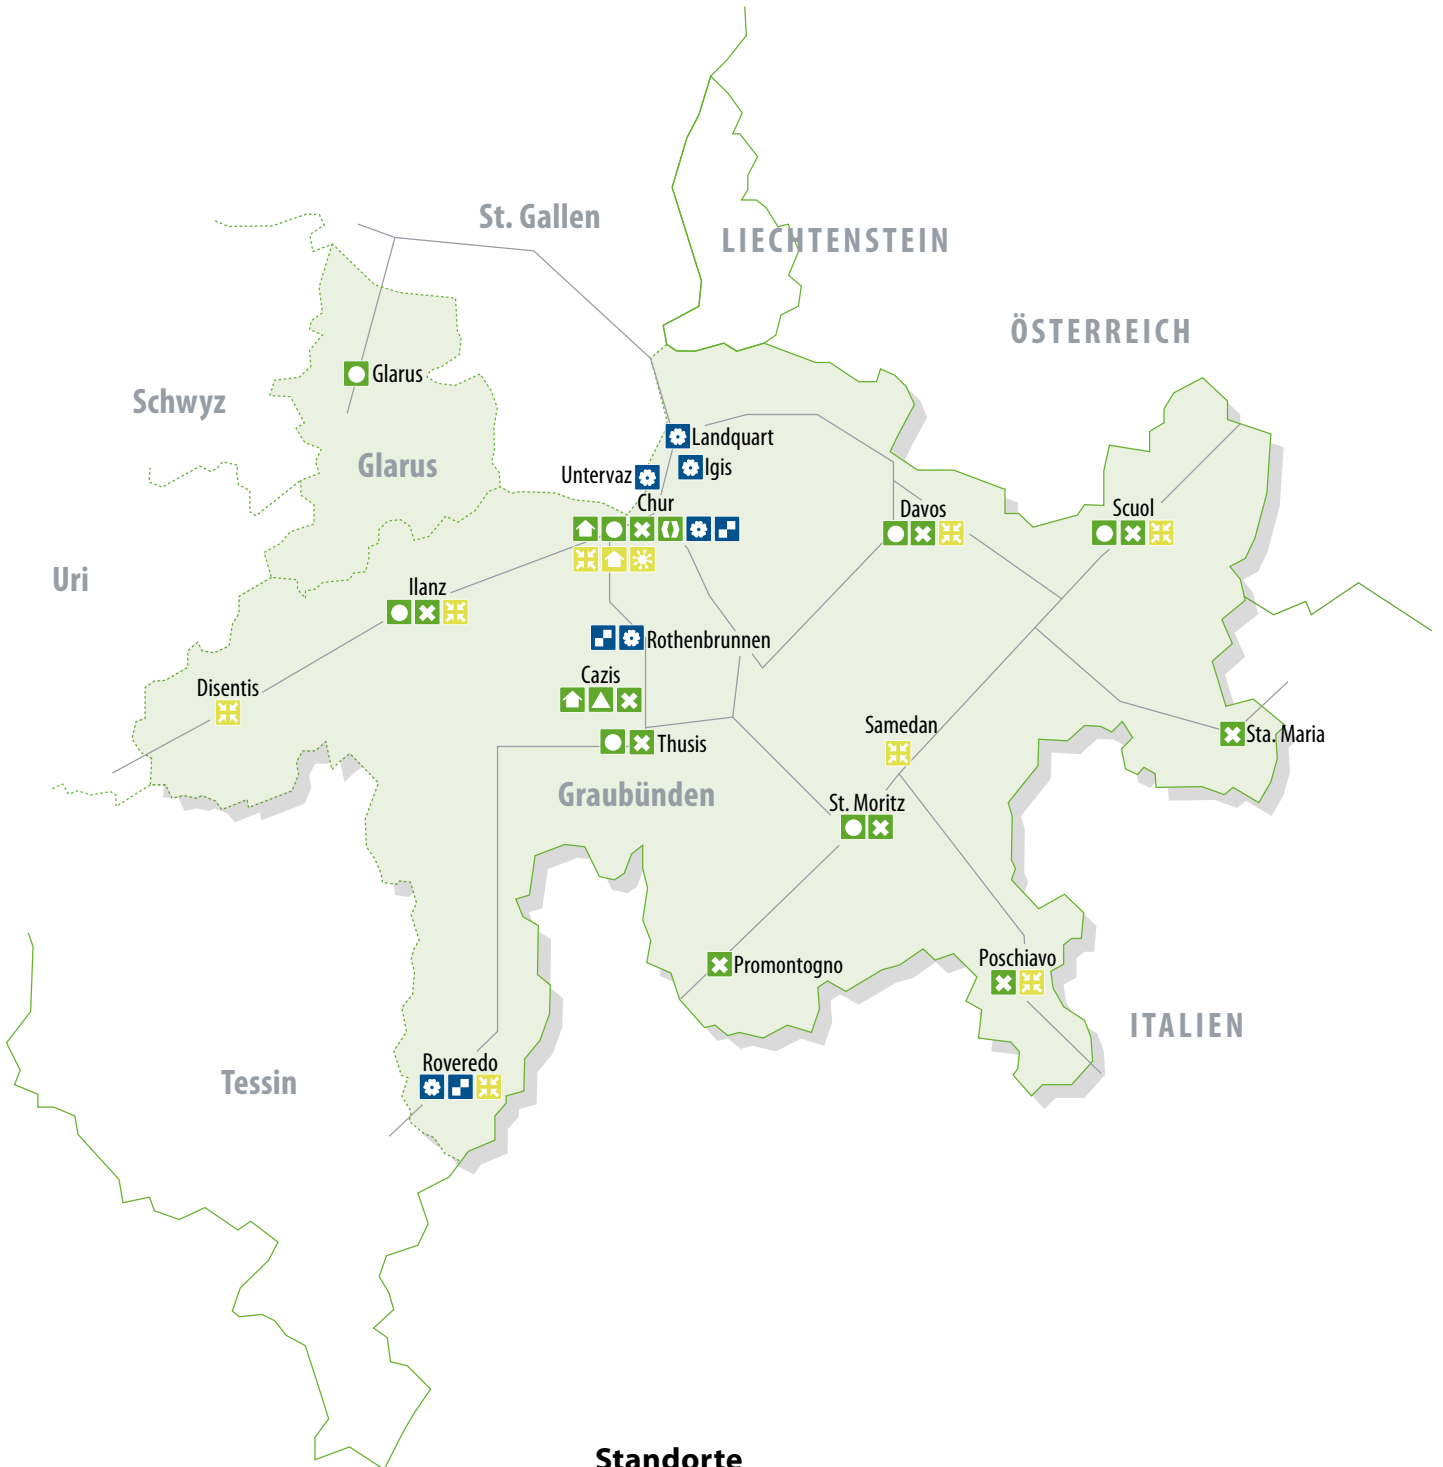 St. Gallen
LIECHTENSTEIN
ÖSTERREICH
Glarus
Schwyz
Landquart
Glarus
Igis
Untervaz
Chur
Davos
Scuol
Uri
Ilanz
Rothenbrunnen
Cazis
Disentis
Samedan
Sta. Maria
Thusis
Graubünden
St. Moritz
Poschiavo
Promontogno
ITALIEN
Roveredo
Tessin
Standorte